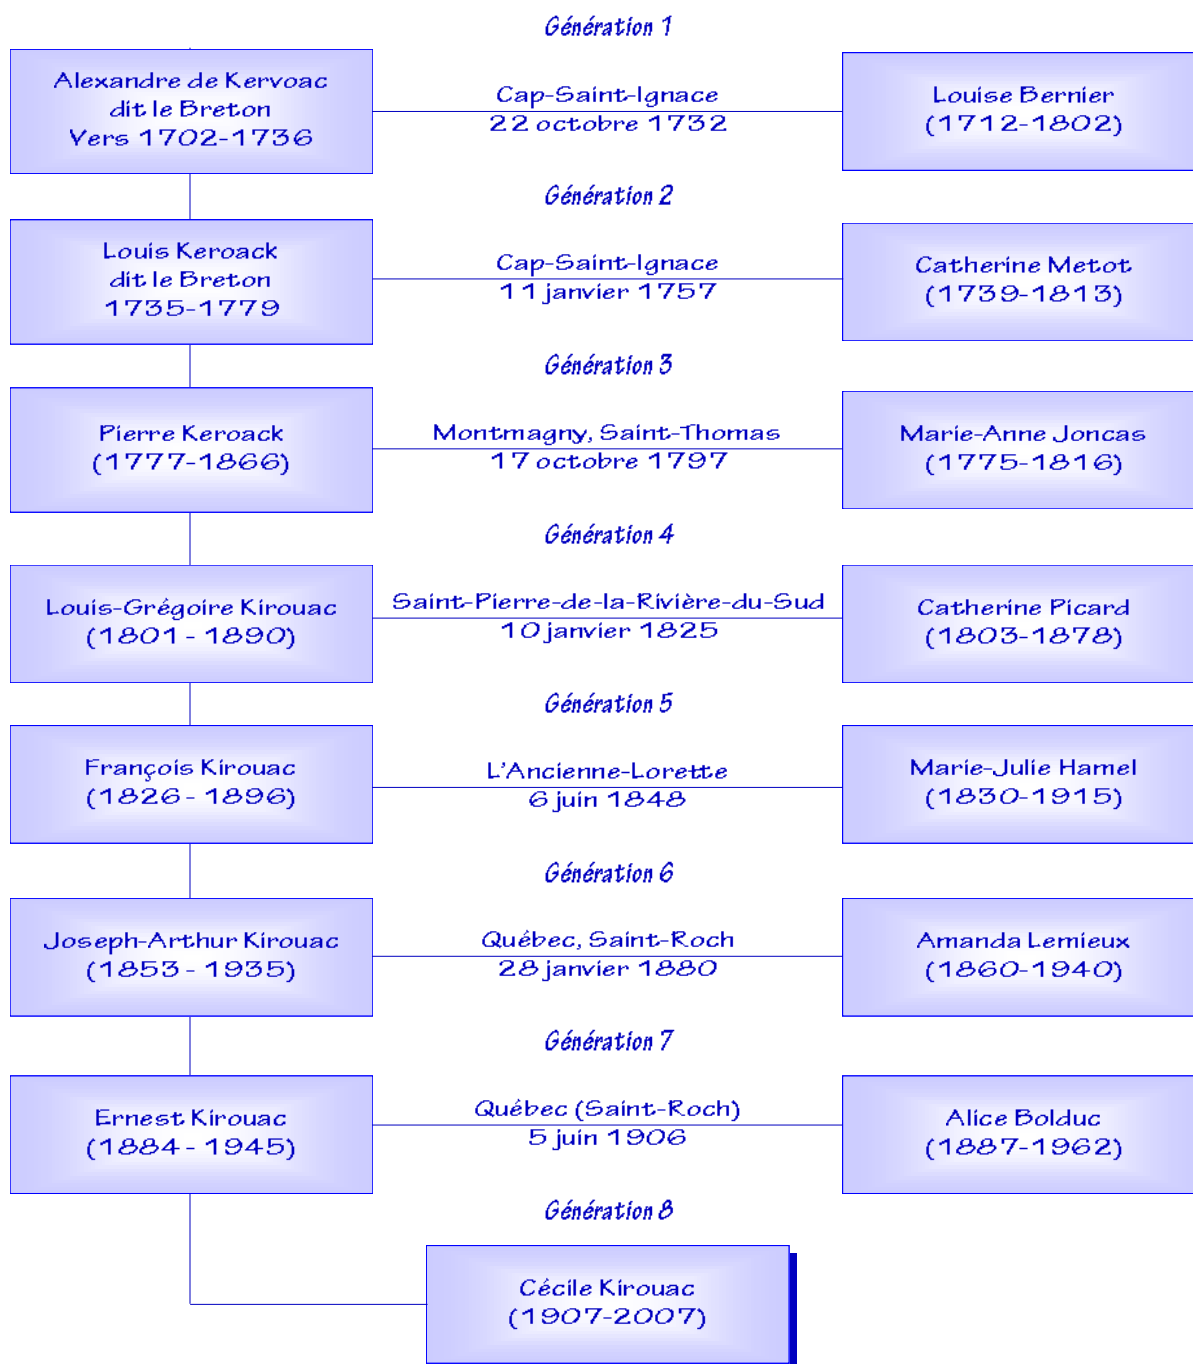 Génération 1
Alexandre de Kervoac
dit le Breton
Vers 1702-1736
Cap-Saint-Ignace
22 octobre 1732
Louise Bernier
(1712-1802)
Génération 2
Louis Keroack
dit le Breton
1735-1779
Cap-Saint-Ignace
11 janvier 1757
Catherine Metot
(1739-1813)
Génération 3
Pierre Keroack
(1777-1866)
Montmagny, Saint-Thomas
17 octobre 1797
Marie-Anne Joncas
(1775-1816)
Génération 4
Louis-Grégoire Kirouac
(1801 - 1890)
Saint-Pierre-de-la-Rivière-du-Sud
10 janvier 1825
Catherine Picard
(1803-1878)
Génération 5
François Kirouac
(1826 - 1896)
L'Ancienne-Lorette
6 juin 1848
Marie-Julie Hamel
(1830-1915)
Génération 6
Joseph-Arthur Kirouac
(1853 - 1935)
Québec, Saint-Roch
28 janvier 1880
Amanda Lemieux
(1860-1940)
Génération 7
Ernest Kirouac
(1884 - 1945)
Québec (Saint-Roch)
5 juin 1906
Alice Bolduc
(1887-1962)
Génération 8
Cécile Kirouac
(1907-2007)